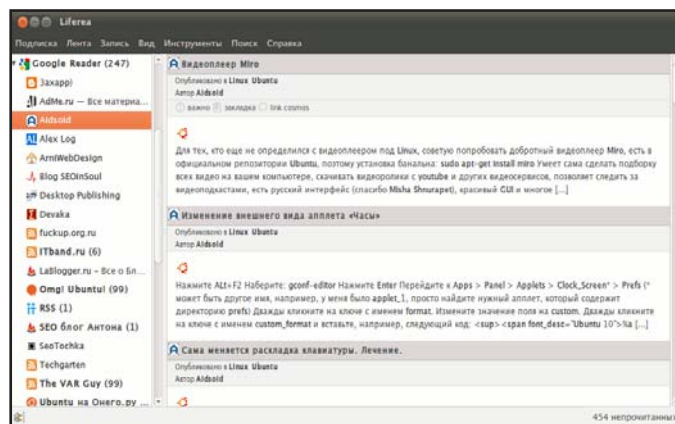 Liferea
Подписка Лента Запись Вид Инструменты Поиск Справка
Google Reader (247)
3axapp)
AdMe.ru — Все материа...
Aldsoid
Alex Log
ArniWebDesign
Blog SEOinSoul
Desktop Publishing
Devaka
fuckup.org.ru
ITband.ru (6)
LaBlogger.ru – Все о Бл...
Omg! Ubuntu! (99)
RSS (1)
SEO блог Антона (1)
SeoTochka
Techgarten
The VAR Guy (99)
Ubuntu на Онего.ру ...
Видеоплеер Miro
Опубликовано в Linux Ubuntu
Автор Aldsoid
важно закладка link cosmos
Для тех, кто еще не определился с видеоплеером под Linux, советую попробовать добротный видеоплеер Miro, есть в
официальном репозитории Ubuntu, поэтому установка банальна: sudo apt-get install miro Умеет сама сделать подборку
всех видео на вашем компьютере, скачивать видеоролики с youtube и других видеосервисов, позволяет следить за
видеоподкастами, есть русский интерфейс (спасибо Misha Shnurapet), красивый GUI и многое [...]
Изменение внешнего вида апплета «Часы»
Опубликовано в Linux Ubuntu
Автор Aldsoid
Нажмите ALt+F2 Наберите: gconf-editor Нажмите Enter Перейдите к Apps > Panel > Applets > Clock_Screen* > Prefs (*
может быть другое имя, например, у меня было applet_1, просто найдите нужный апплет, который содержит
директорию prefs) Дважды кликните на ключе с именем format. Измените значение поля на custom. Дважды кликните
на ключе с именем custom_format и вставьте, например, следующий код: <sup><span font_desc="Ubuntu 10">%a [...]
Сама меняется раскладка клавиатуры. Лечение.
Опубликовано в Linux Ubuntu
Автор Aldsoid
454 непрочитанных